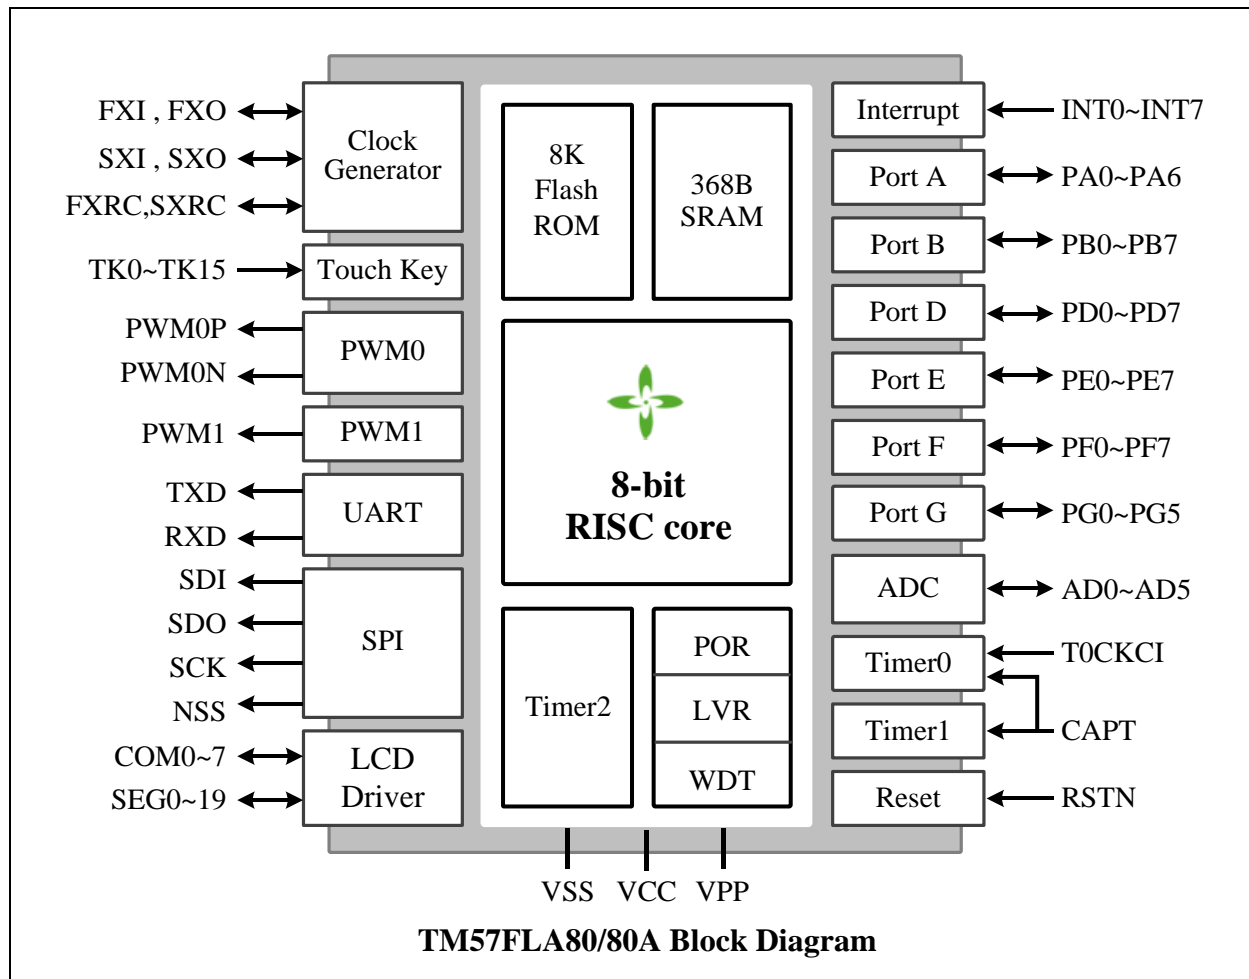 FXI , FXO
SXI , SXO
FXRC,SXRC
Clock
Generator
TK0~TK15
Touch Key
PWM0P
PWM0N
PWM0
PWM1
PWM1
TXD
RXD
UART
SDI
SDO
SCK
NSS
SPI
COM0~7
SEG0~19
LCD
Driver
8K
Flash
ROM
368B
SRAM
8-bit
RISC core
Timer2
POR
LVR
WDT
Interrupt
INT0~INT7
Port A
PA0~PA6
Port B
PB0~PB7
Port D
PD0~PD7
Port E
PE0~PE7
Port F
PF0~PF7
Port G
PG0~PG5
ADC
AD0~AD5
Timer0
T0CKCI
Timer1
CAPT
Reset
RSTN
VSS
VCC
VPP
TM57FLA80/80A Block Diagram